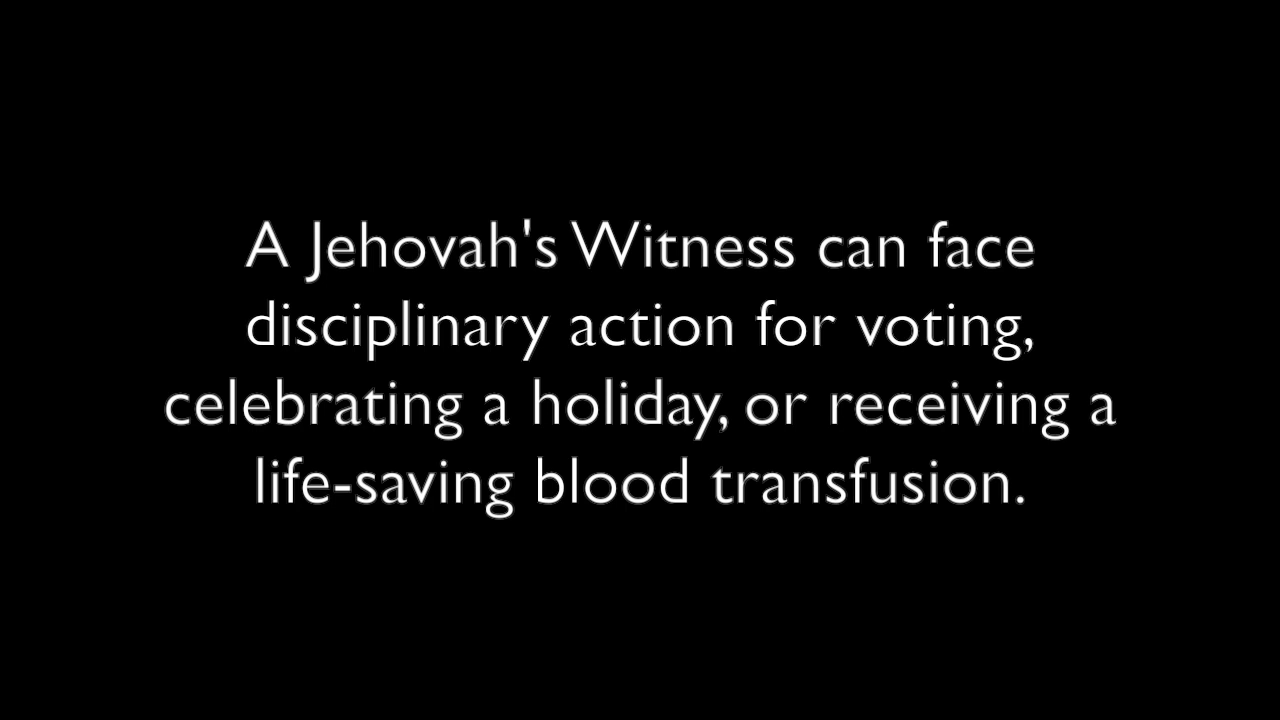 A Jehovah's Witness can face
disciplinary action for voting,
celebrating a holiday, or receiving a
life-saving blood transfusion.